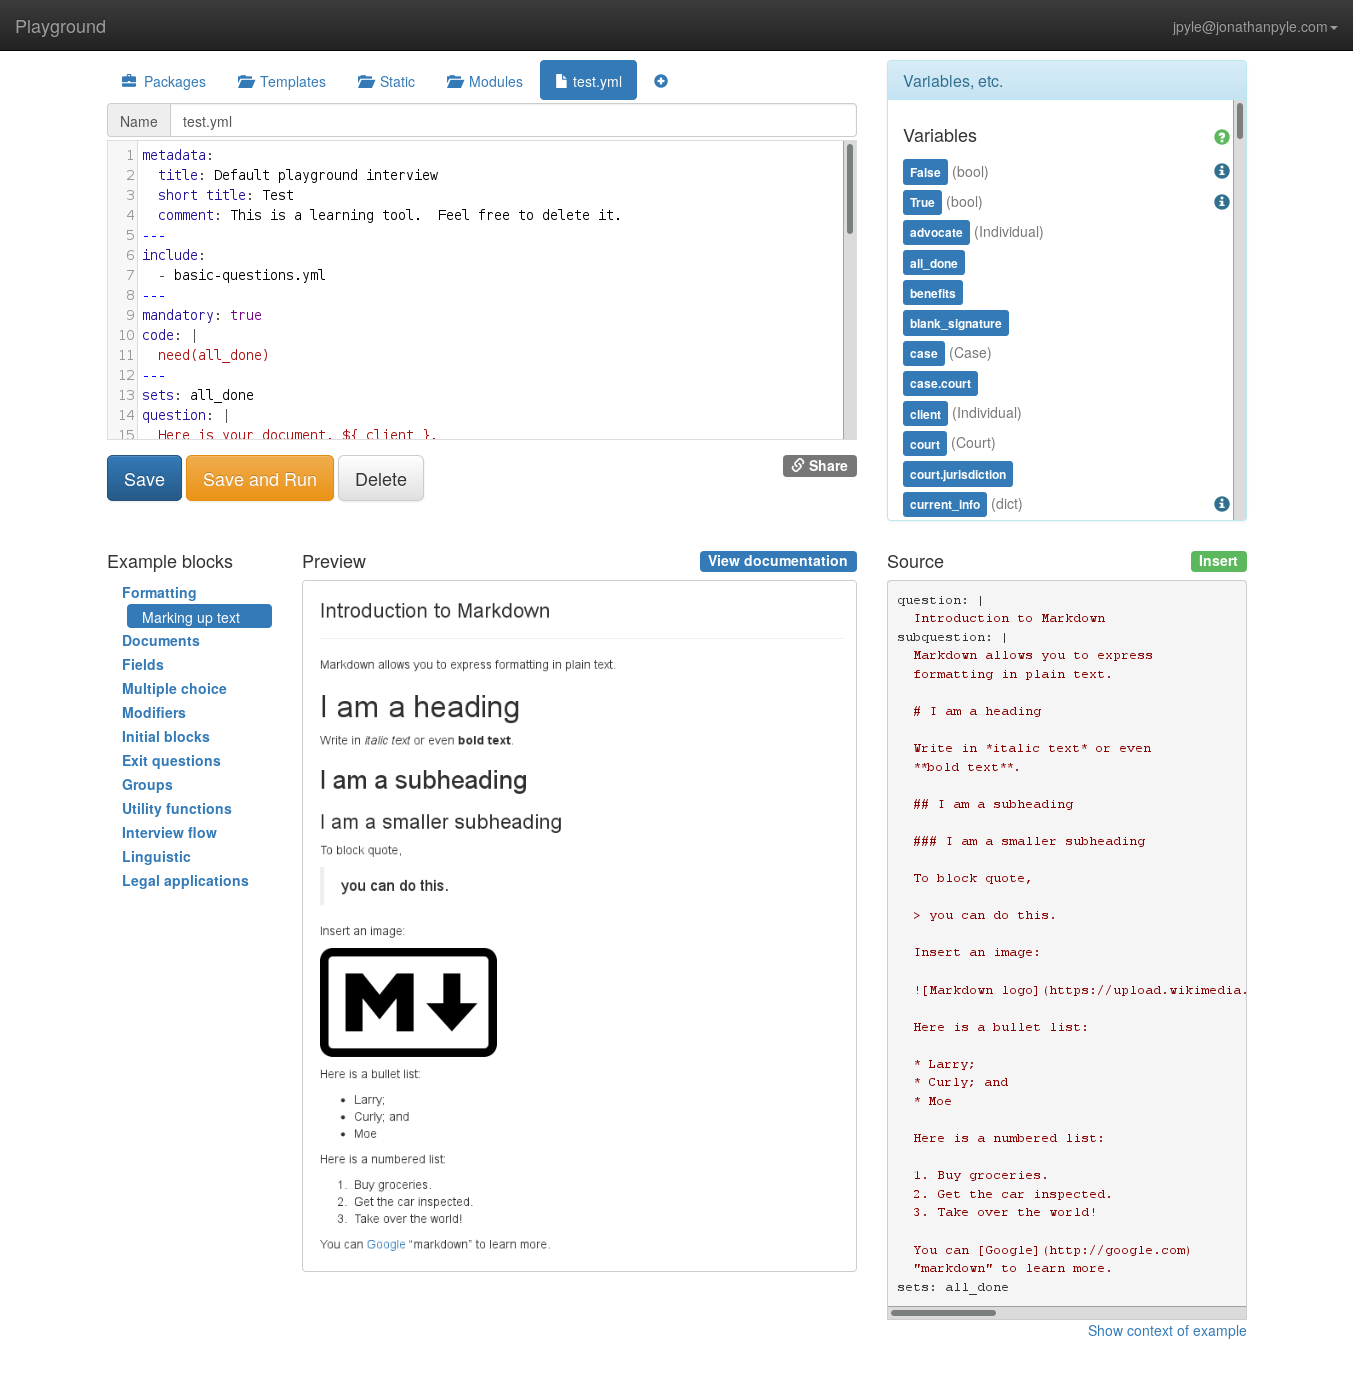 Playground
jpyle@jonathanpyle.com
Packages Templates Static Modules test.yml
Name test.yml
1 metadata:
2   title: Default playground interview
3   short title: Test
4   comment: This is a learning tool.  Feel free to delete it.
5 ---
6 include:
7   - basic-questions.yml
8 ---
9 mandatory: true
10 code: |
11   need(all_done)
12 ---
13 sets: all_done
14 question: |
15   Here is your document, ${ client }.
Save Save and Run Delete
Share
Variables, etc.
Variables
False (bool)
True (bool)
advocate (Individual)
all_done
benefits
blank_signature
case (Case)
case.court
client (Individual)
court (Court)
court.jurisdiction
current_info (dict)
Example blocks
Formatting
Marking up text
Documents
Fields
Multiple choice
Modifiers
Initial blocks
Exit questions
Groups
Utility functions
Interview flow
Linguistic
Legal applications
Preview
View documentation
Introduction to Markdown
Markdown allows you to express formatting in plain text.
I am a heading
Write in italic text or even bold text.
I am a subheading
I am a smaller subheading
To block quote,
you can do this.
Insert an image:
M
Here is a bullet list:
• Larry;
• Curly; and
• Moe
Here is a numbered list:
1. Buy groceries.
2. Get the car inspected.
3. Take over the world!
You can Google “markdown” to learn more.
Source
Insert
question: |
  Introduction to Markdown
subquestion: |
  Markdown allows you to express
  formatting in plain text.
  # I am a heading
  Write in *italic text* or even
  **bold text**.
  ## I am a subheading
  ### I am a smaller subheading
  To block quote,
  > you can do this.
  Insert an image:
  ![Markdown logo](https://upload.wikimedia.
  Here is a bullet list:
  * Larry;
  * Curly; and
  * Moe
  Here is a numbered list:
  1. Buy groceries.
  2. Get the car inspected.
  3. Take over the world!
  You can [Google](http://google.com)
  "markdown" to learn more.
sets: all_done
Show context of example